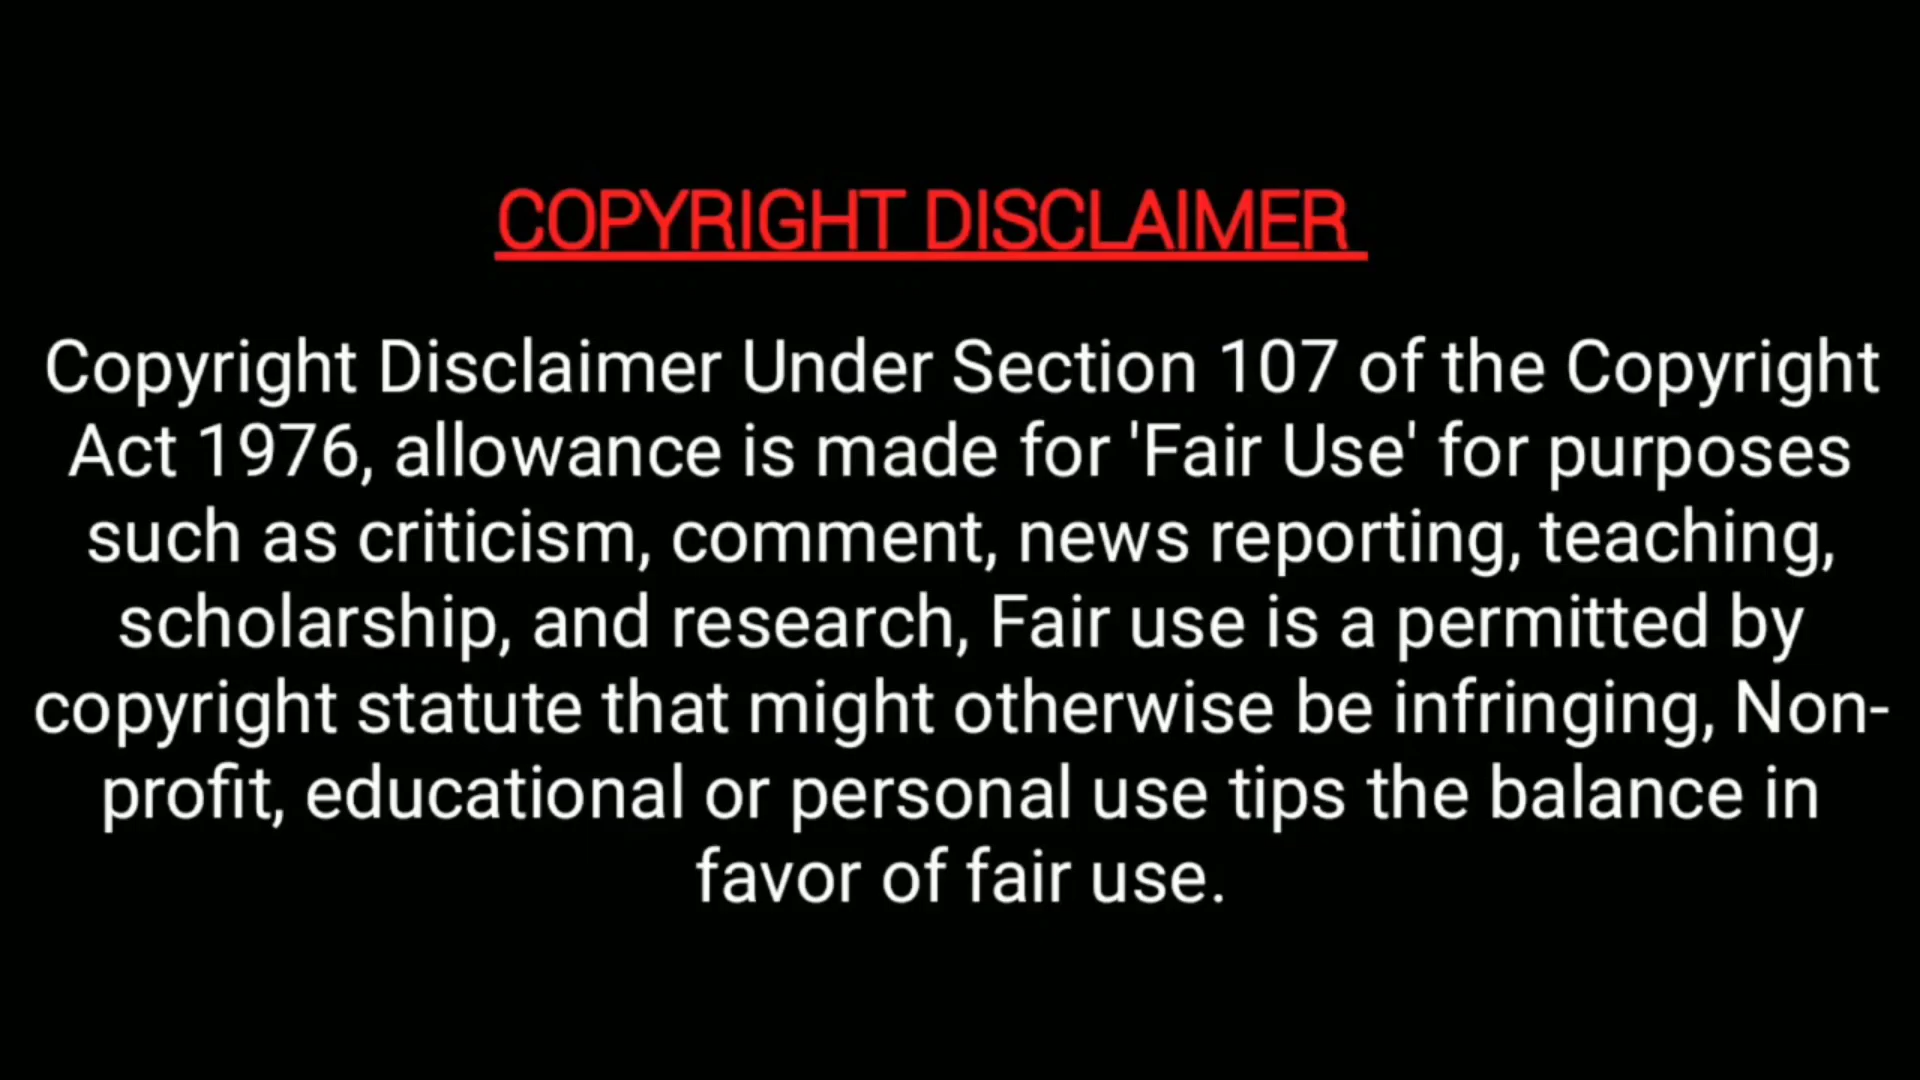 COPYRIGHT DISCLAIMER
Copyright Disclaimer Under Section 107 of the Copyright
Act 1976, allowance is made for 'Fair Use' for purposes
such as criticism, comment, news reporting, teaching,
scholarship, and research, Fair use is a permitted by
copyright statute that might otherwise be infringing, Non-
profit, educational or personal use tips the balance in
favor of fair use.